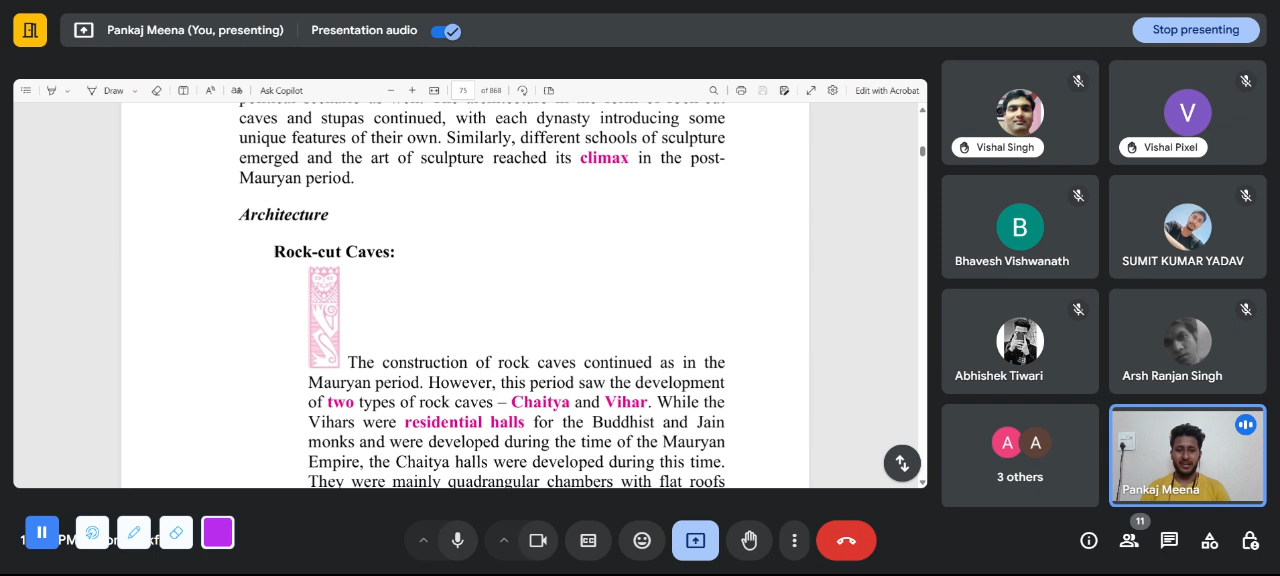 Pankaj Meena (You, presenting)
Presentation audio
Stop presenting
Draw
Ask Copilot
75
of 868
Edit with Acrobat
caves and stupas continued, with each dynasty introducing some
unique features of their own. Similarly, different schools of sculpture
emerged and the art of sculpture reached its climax in the post-
Mauryan period.
Architecture
Rock-cut Caves:
The construction of rock caves continued as in the
Mauryan period. However, this period saw the development
of two types of rock caves – Chaitya and Vihar. While the
Vihars were residential halls for the Buddhist and Jain
monks and were developed during the time of the Mauryan
Empire, the Chaitya halls were developed during this time.
They were mainly quadrangular chambers with flat roofs
Vishal Singh
V
Vishal Pixel
B
Bhavesh Vishwanath
SUMIT KUMAR YADAV
Abhishek Tiwari
Arsh Ranjan Singh
A
A
3 others
Pankaj Meena
PM
11